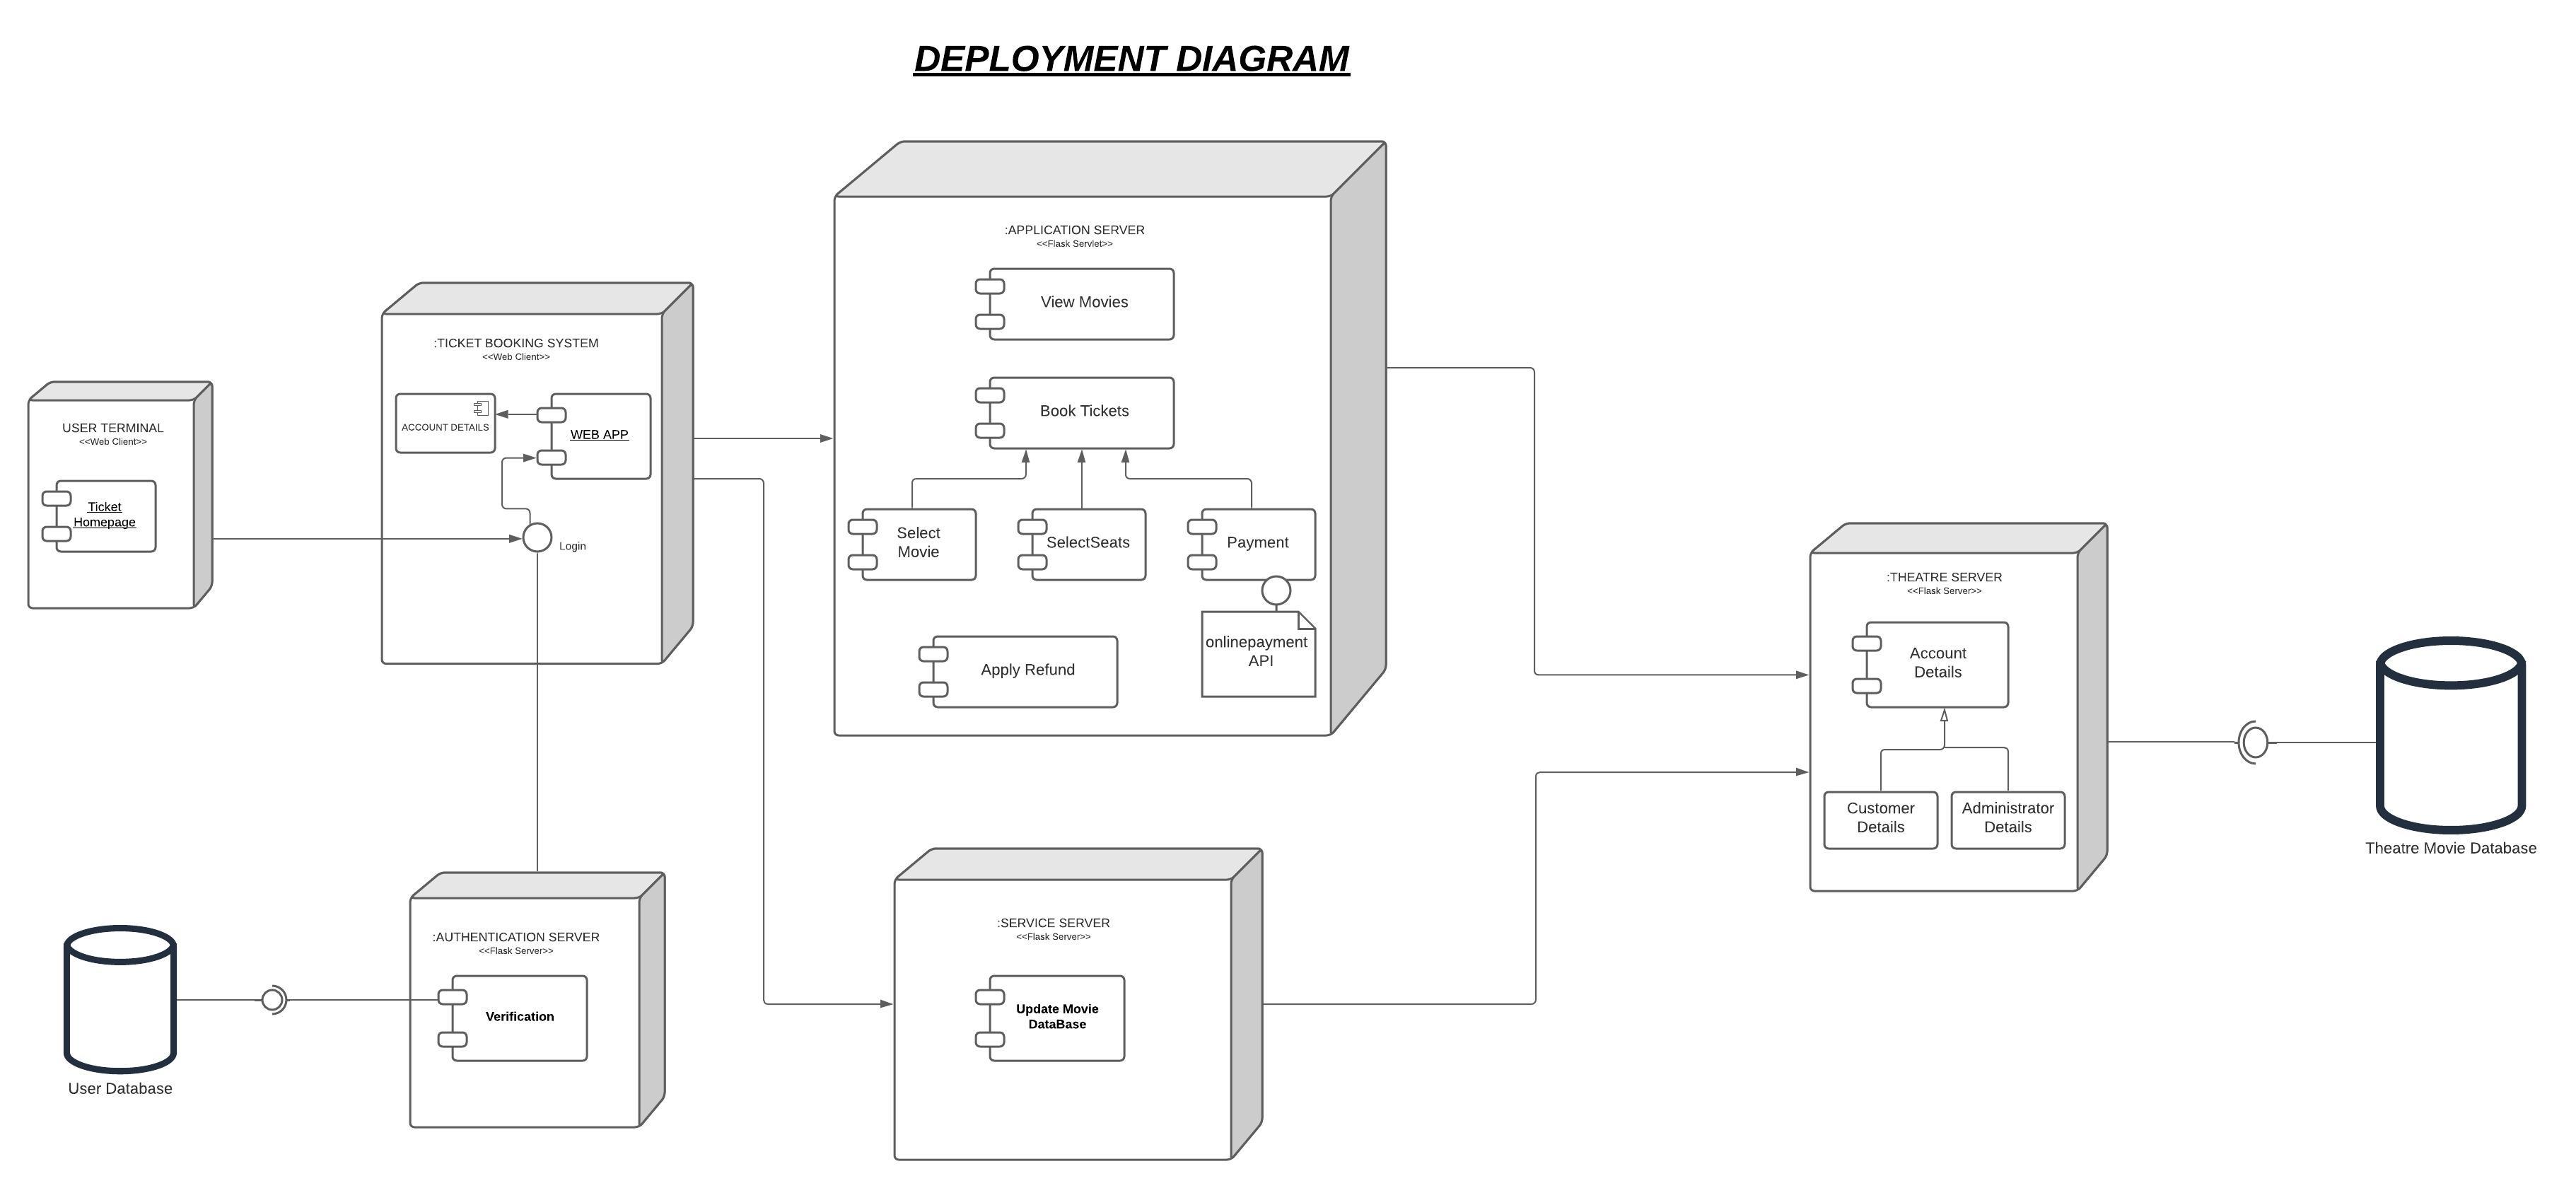 DEPLOYMENT DIAGRAM
USER TERMINAL
<<Web Client>>
Ticket
Homepage
:TICKET BOOKING SYSTEM
<<Web Client>>
ACCOUNT DETAILS
WEB APP
Login
:APPLICATION SERVER
<<Flask Servlet>>
View Movies
Book Tickets
Select
Movie
SelectSeats
Payment
onlinepayment
API
Apply Refund
:THEATRE SERVER
<<Flask Server>>
Account
Details
Customer
Details
Administrator
Details
Theatre Movie Database
User Database
:AUTHENTICATION SERVER
<<Flask Server>>
Verification
:SERVICE SERVER
<<Flask Server>>
Update Movie
DataBase